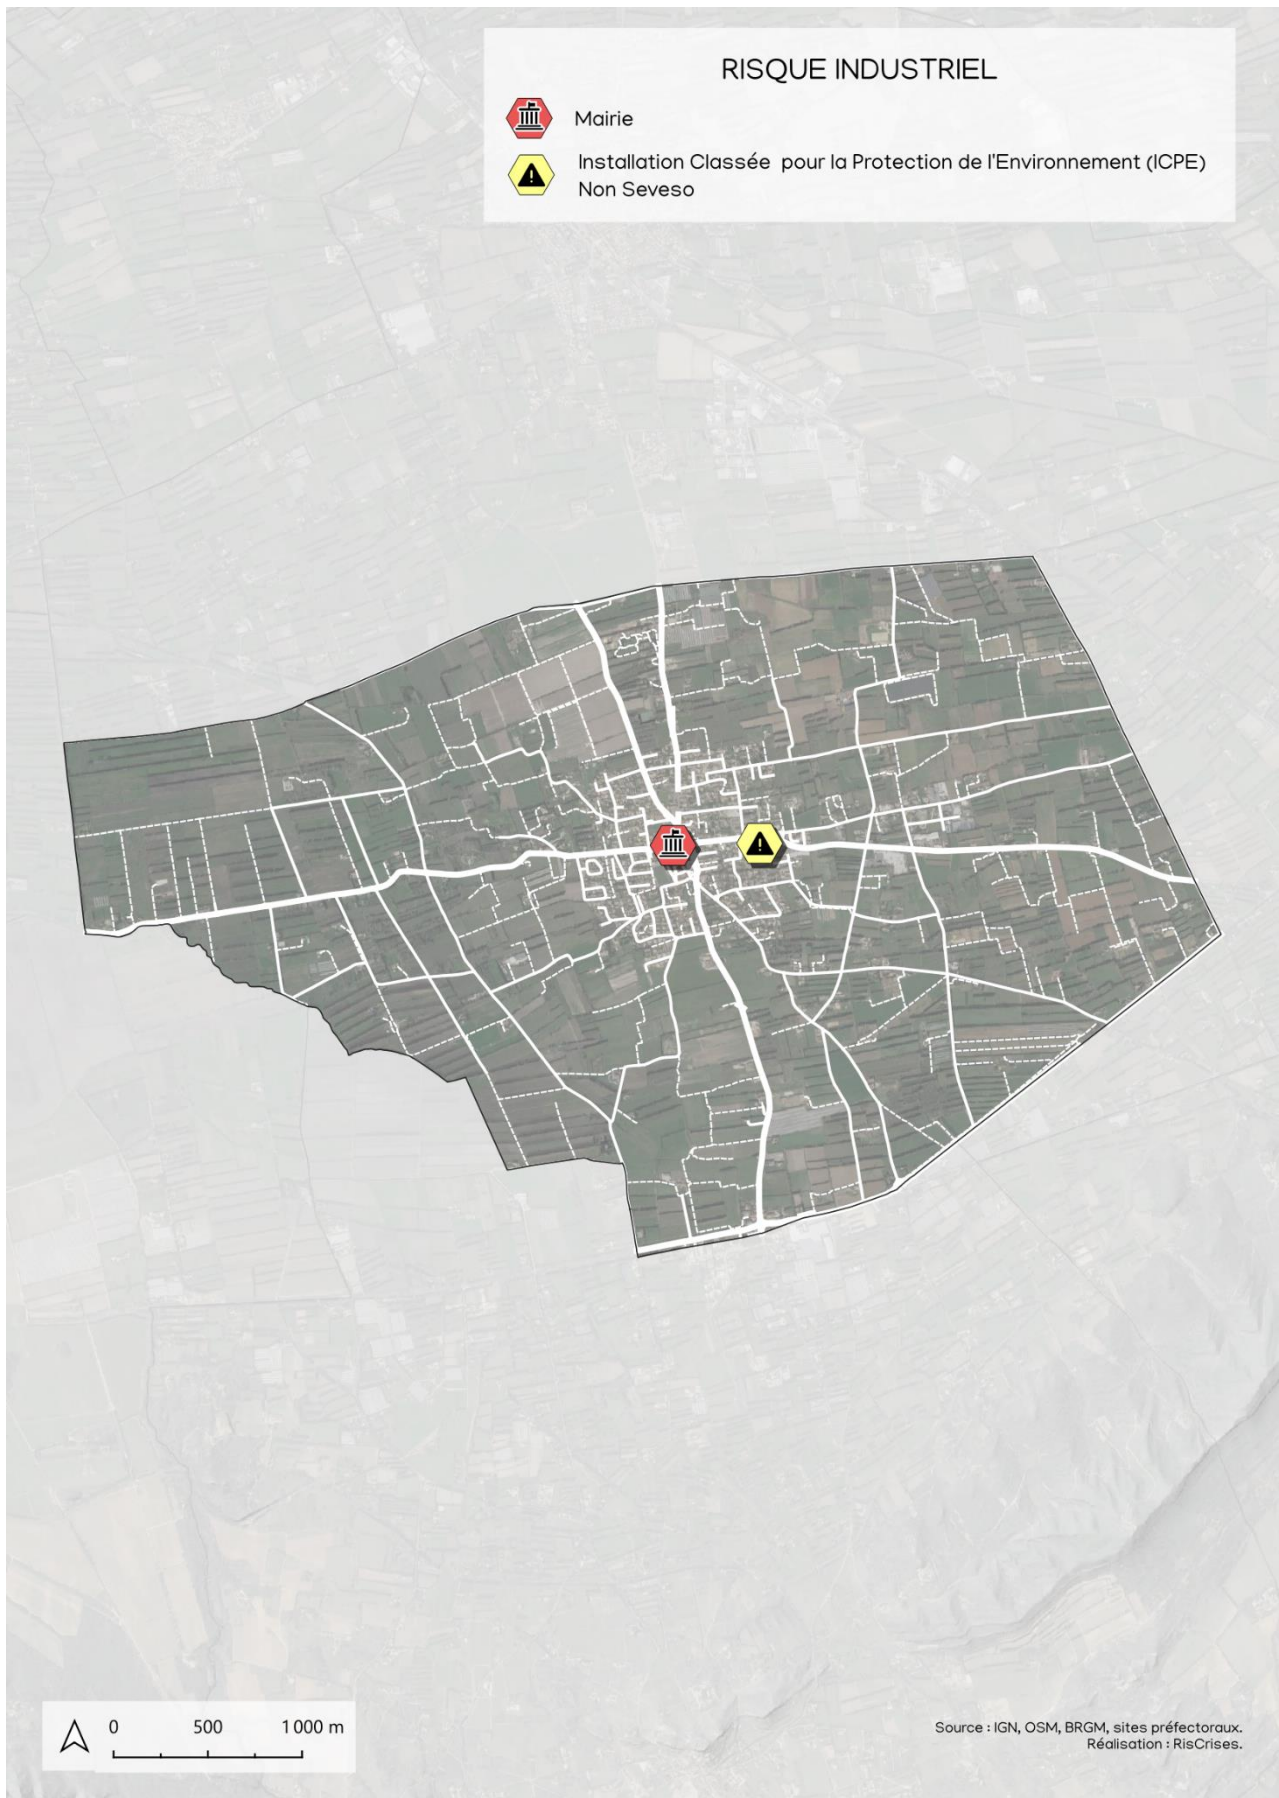 RISQUE INDUSTRIEL
Mairie
Installation Classée pour la Protection de l'Environnement (ICPE)
Non Seveso
0 500 1 000 m
Source : IGN, OSM, BRGM, sites préfectoraux.
Réalisation : RisCrises.